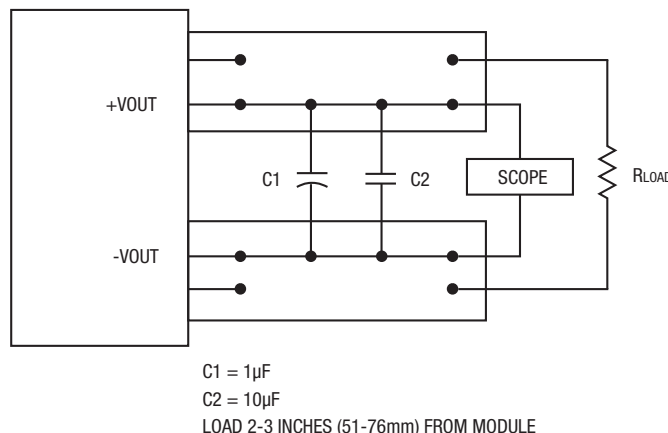 +VOUT
C1
C2
SCOPE
RLOAD
-VOUT
C1 = 1µF
C2 = 10µF
LOAD 2-3 INCHES (51-76mm) FROM MODULE